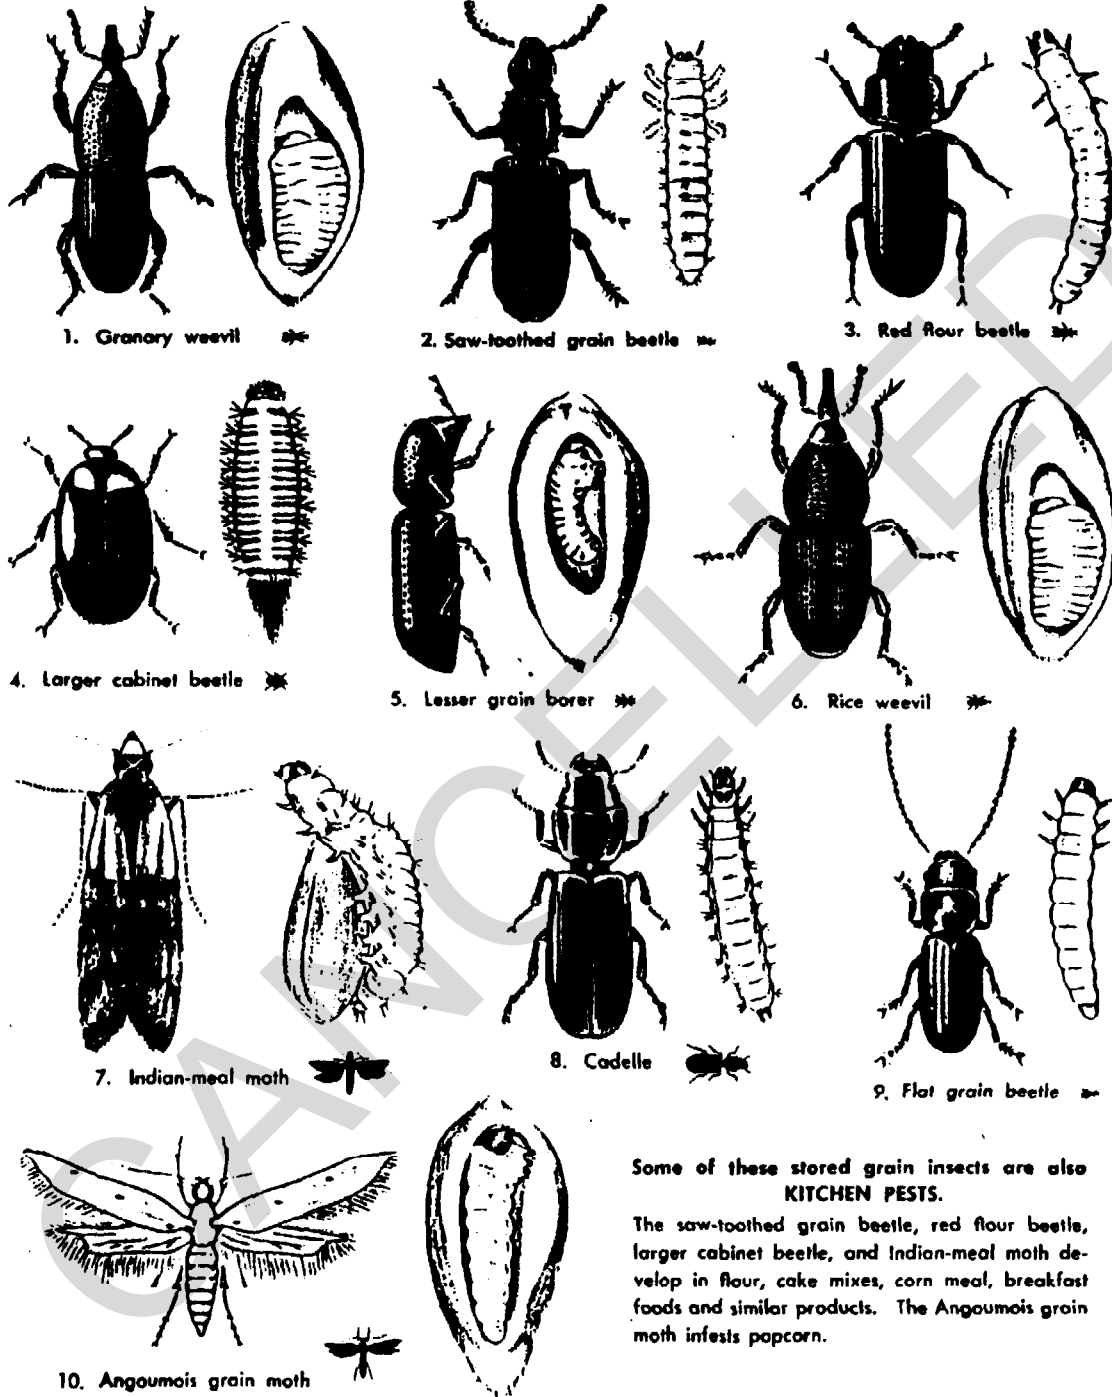 1. Granary weevil
2. Saw-toothed grain beetle
3. Red flour beetle
4. Larger cabinet beetle
5. Lesser grain borer
6. Rice weevil
7. Indian-meal moth
8. Cadelle
9. Flat grain beetle
10. Angoumois grain moth
Some of these stored grain insects are also
KITCHEN PESTS.
The saw-toothed grain beetle, red flour beetle,
larger cabinet beetle, and Indian-meal moth de-
velop in flour, cake mixes, corn meal, breakfast
foods and similar products. The Angoumois grain
moth infests popcorn.
CANCELLED